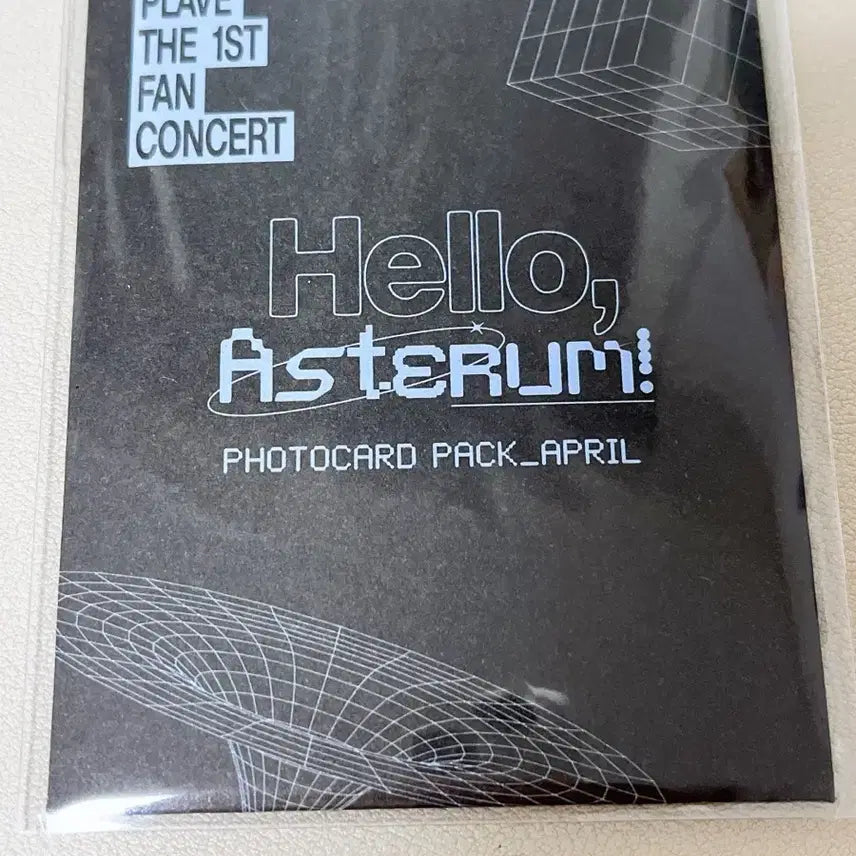 PLAVE
THE 1ST
FAN
CONCERT
Hello,
Asterum!
PHOTOCARD PACK_APRIL